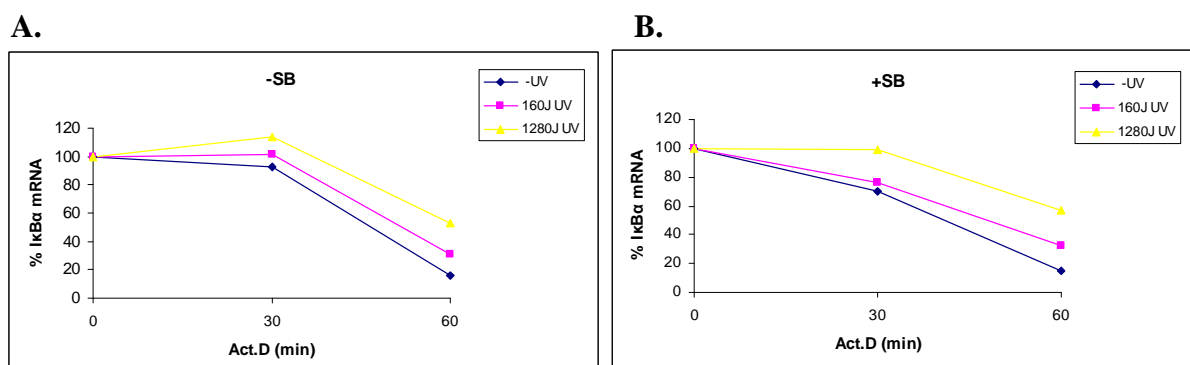 A.
-SB
-UV
160J UV
1280J UV
% IκBα mRNA
120
100
80
60
40
20
0
0 30 60
Act.D (min)
B.
+SB
-UV
160J UV
1280J UV
% IκBα mRNA
120
100
80
60
40
20
0
0 30 60
Act.D (min)